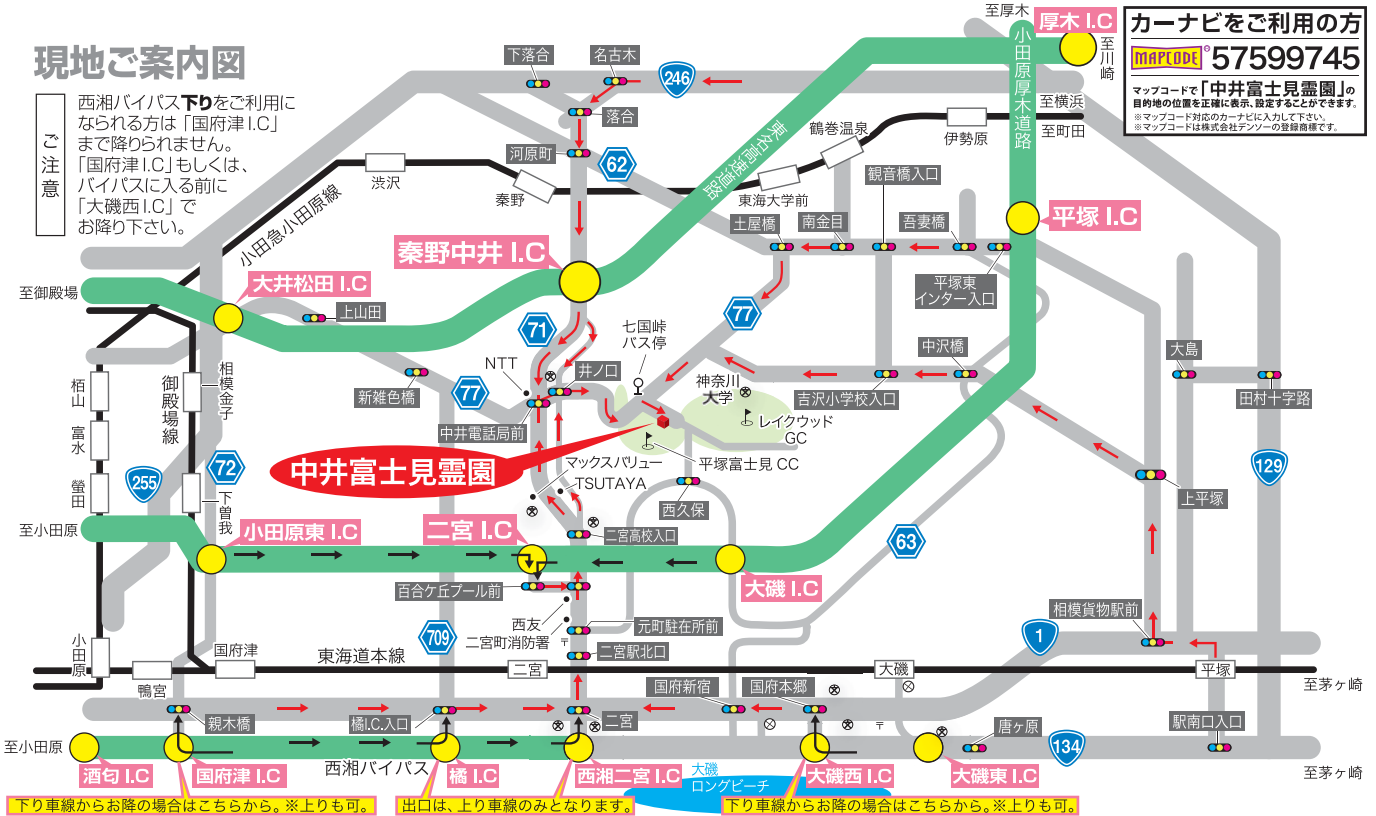 現地ご案内図
ご注意
西湘バイパス下りをご利用に
なられる方は「国府津I.C」
まで降りられません。
「国府津I.C」もしくは、
バイパスに入る前に
「大磯西I.C」で
お降り下さい。
至厚木
厚木 I.C
至川崎
カーナビをご利用の方
MAPCODE® 57599745
マップコードで「中井富士見霊園」の
目的地の位置を正確に表示、設定することができます。
※マップコード対応のカーナビに入力して下さい。
※マップコードは株式会社デンソーの登録商標です。
下落合
名古木
246
小田原厚木道路
至横浜
至町田
落合
河原町
62
東名高速道路
鶴巻温泉
伊勢原
渋沢
秦野
東海大学前
観音橋入口
小田急小田原線
土屋橋
南金目
吾妻橋
平塚 I.C
秦野中井 I.C
平塚東
インター入口
至御殿場
大井松田 I.C
上山田
71
七国峠
バス停
77
中沢橋
大島
NTT
井ノ口
相模金子
御殿場線
栢山
新雑色橋
77
神奈川
大学
吉沢小学校入口
田村十字路
レイクウッド
GC
中井電話局前
富水
中井富士見霊園
マックスバリュー
TSUTAYA
平塚富士見 CC
72
255
129
螢田
下曽我
西久保
上平塚
至小田原
小田原東 I.C
二宮 I.C
二宮高校入口
63
百合ケ丘プール前
大磯 I.C
西友
二宮町消防署
元町駐在所前
相模貨物駅前
1
小田原
国府津
東海道本線
709
二宮駅北口
二宮
大磯
平塚
鴨宮
至茅ヶ崎
国府新宿
国府本郷
親木橋
橘I.C.入口
二宮
唐ヶ原
駅南口入口
至小田原
134
西湘バイパス
酒匂 I.C
国府津 I.C
橘 I.C
西湘二宮 I.C
大磯
ロングビーチ
大磯西 I.C
大磯東 I.C
至茅ヶ崎
下り車線からお降の場合はこちらから。※上りも可。
出口は、上り車線のみとなります。
下り車線からお降の場合はこちらから。※上りも可。